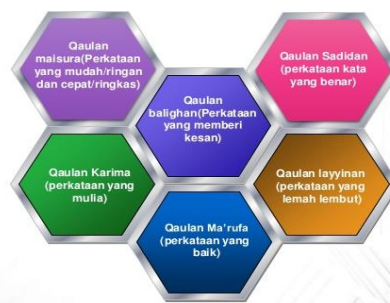 Qaulan
maisura(Perkataan
yang mudah/ringan
dan cepat/ringkas)
Qaulan Sadidan
(perkataan kata
yang benar)
Qaulan
balighan(Perkataan
yang memberi
kesan)
Qaulan Karima
(perkataan yang
mulia)
Qaulan layyinan
(perkataan yang
lemah lembut)
Qaulan Ma'rufa
(perkataan yang
baik)